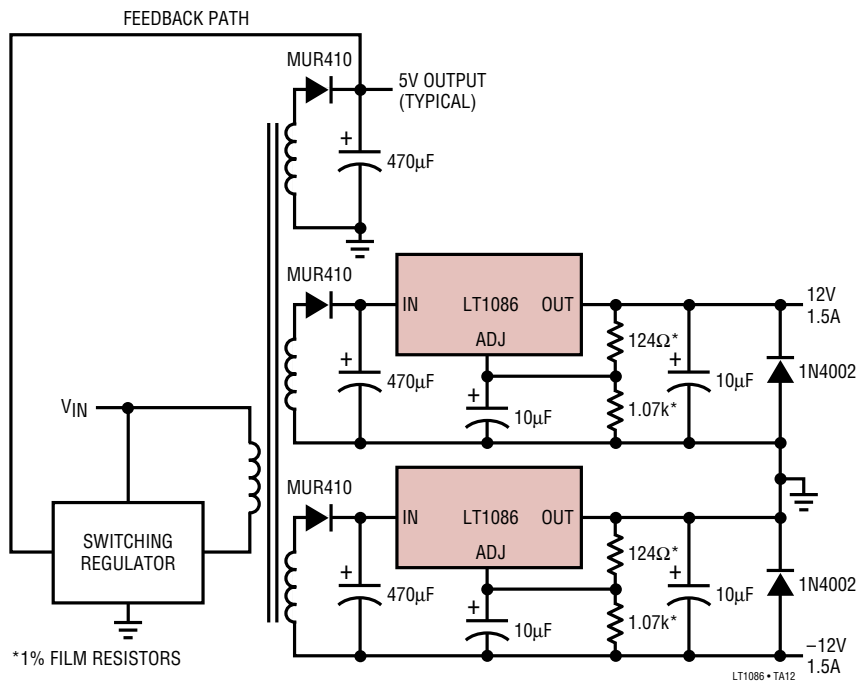 FEEDBACK PATH
MUR410
5V OUTPUT
(TYPICAL)
+
470µF
MUR410
IN LT1086 OUT
ADJ
12V
1.5A
124Ω*
+
470µF
+
10µF
1.07k*
+
10µF
1N4002
VIN
MUR410
IN LT1086 OUT
ADJ
SWITCHING
REGULATOR
124Ω*
+
470µF
+
10µF
1.07k*
+
10µF
1N4002
*1% FILM RESISTORS
–12V
1.5A
LT1086 • TA12